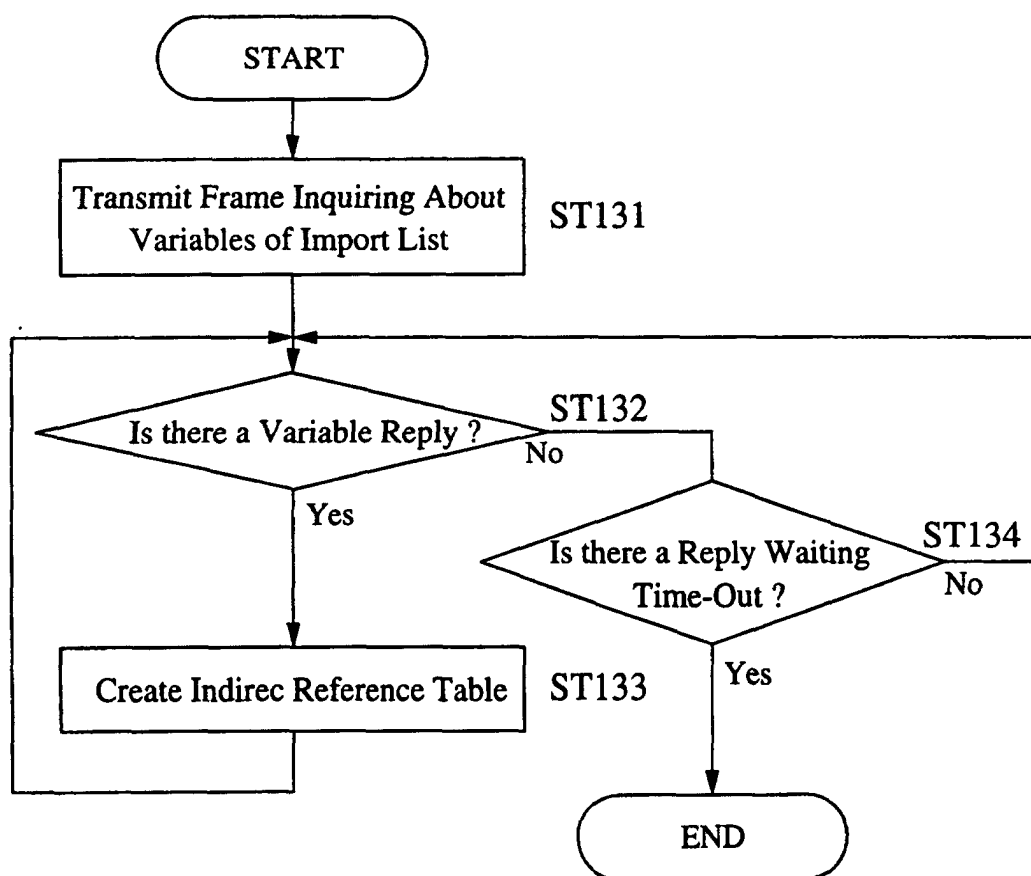 START
Transmit Frame Inquiring About
Variables of Import List
ST131
Is there a Variable Reply ?
ST132
No
Yes
Is there a Reply Waiting
Time-Out ?
ST134
No
Yes
Create Indirec Reference Table
ST133
END